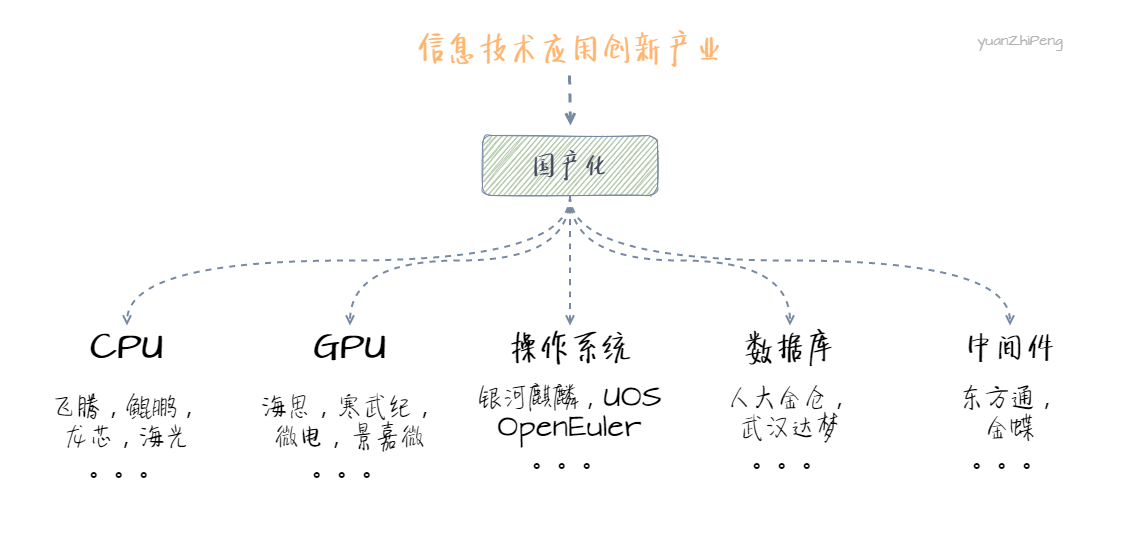 信息技术应用创新产业
yuanZhiPeng
国产化
CPU
GPU
操作系统
数据库
中间件
飞腾，鲲鹏，
龙芯，海光
。。。
海思，寒武纪，
微电，景嘉微
。。。
银河麒麟，UOS
OpenEuler
。。。
人大金仓，
武汉达梦
。。。
东方通，
金蝶
。。。